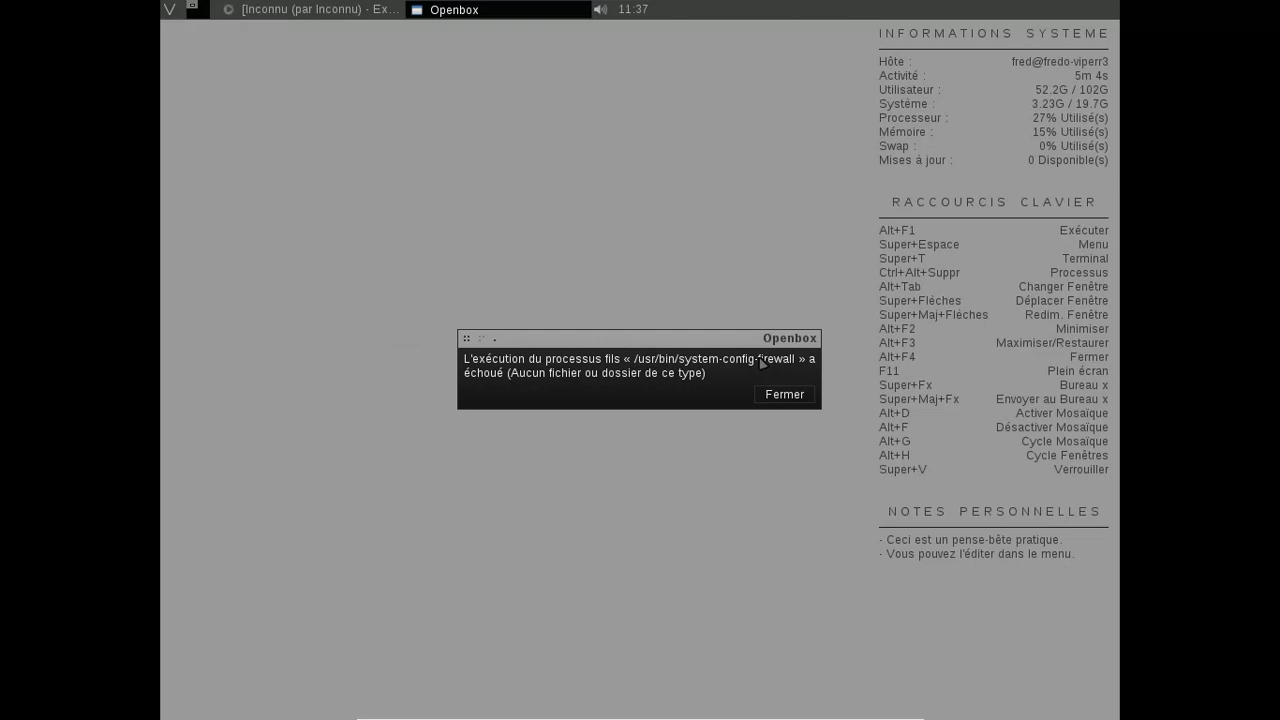 [Inconnu (par Inconnu) - Ex... Openbox 11:37
INFORMATIONS SYSTEME
Hôte : fred@fredo-viperr3
Activité : 5m 4s
Utilisateur : 52.2G / 102G
Système : 3.23G / 19.7G
Processeur : 27% Utilisé(s)
Mémoire : 15% Utilisé(s)
Swap : 0% Utilisé(s)
Mises à jour : 0 Disponible(s)
RACCOURCIS CLAVIER
Alt+F1 Exécuter
Super+Espace Menu
Super+T Terminal
Ctrl+Alt+Suppr Processus
Alt+Tab Changer Fenêtre
Super+Flèches Déplacer Fenêtre
Super+Maj+Flèches Redim. Fenêtre
Alt+F2 Minimiser
Alt+F3 Maximiser/Restaurer
Alt+F4 Fermer
F11 Plein écran
Super+Fx Bureau x
Super+Maj+Fx Envoyer au Bureau x
Alt+D Activer Mosaïque
Alt+F Désactiver Mosaïque
Alt+G Cycle Mosaïque
Alt+H Cycle Fenêtres
Super+V Verrouiller
NOTES PERSONNELLES
- Ceci est un pense-bête pratique.
- Vous pouvez l'éditer dans le menu.
Openbox
L'exécution du processus fils « /usr/bin/system-config-firewall » a
échoué (Aucun fichier ou dossier de ce type)
Fermer